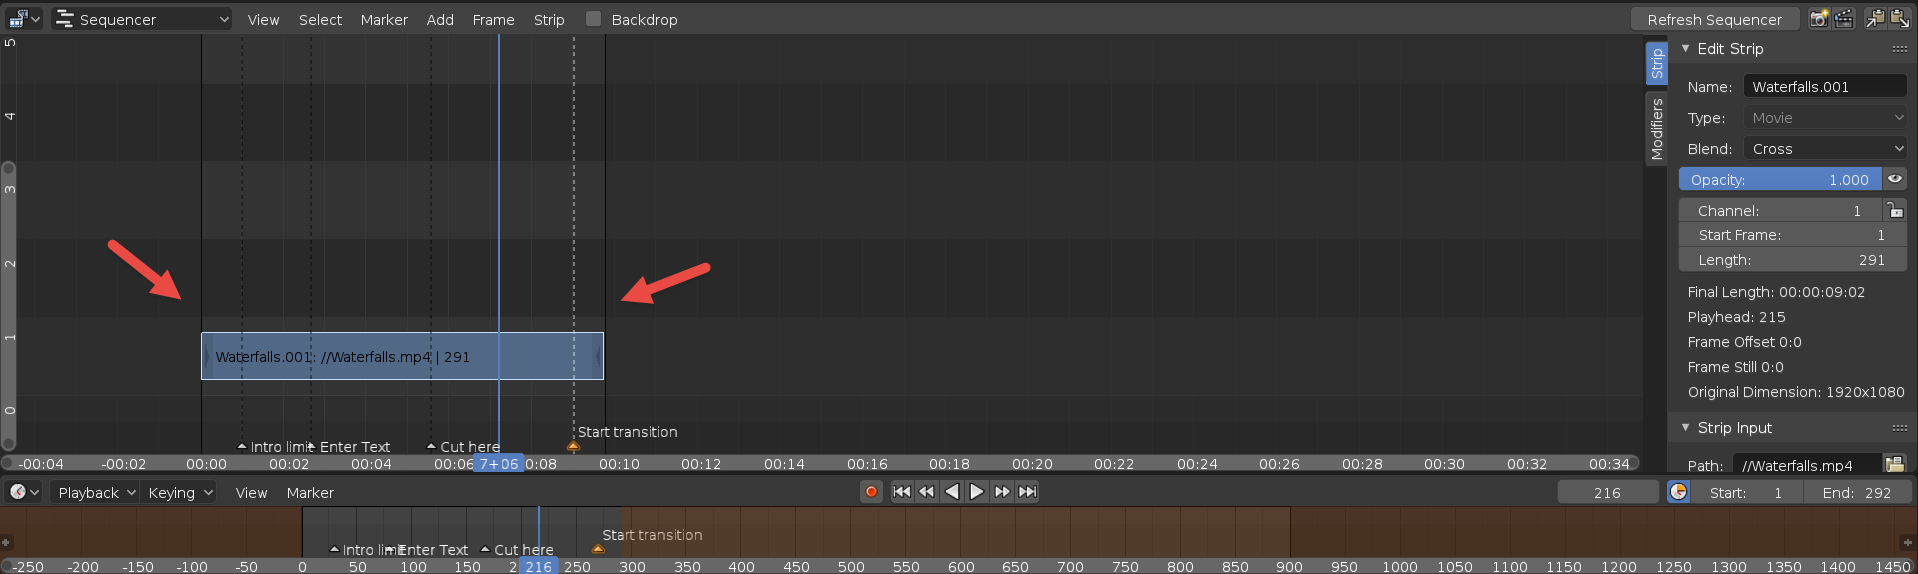 Sequencer View Select Marker Add Frame Strip Backdrop Refresh Sequencer
5
4
3
2
1
0
Waterfalls.001: //Waterfalls.mp4 | 291
Start transition
Intro limit Enter Text Cut here
-00:04 -00:02 00:00 00:02 00:04 00:06 7+06 0:08 00:10 00:12 00:14 00:16 00:18 00:20 00:22 00:24 00:26 00:28 00:30 00:32 00:34
Strip
Modifiers
Edit Strip
Name: Waterfalls.001
Type: Movie
Blend: Cross
Opacity: 1.000
Channel: 1
Start Frame: 1
Length: 291
Final Length: 00:00:09:02
Playhead: 215
Frame Offset 0:0
Frame Still 0:0
Original Dimension: 1920x1080
Strip Input
Path: //Waterfalls.mp4
Playback Keying View Marker 216 Start: 1 End: 292
Start transition
Intro limit Enter Text Cut here
-250 -200 -150 -100 -50 0 50 100 150 2 216 250 300 350 400 450 500 550 600 650 700 750 800 850 900 950 1000 1050 1100 1150 1200 1250 1300 1350 1400 1450